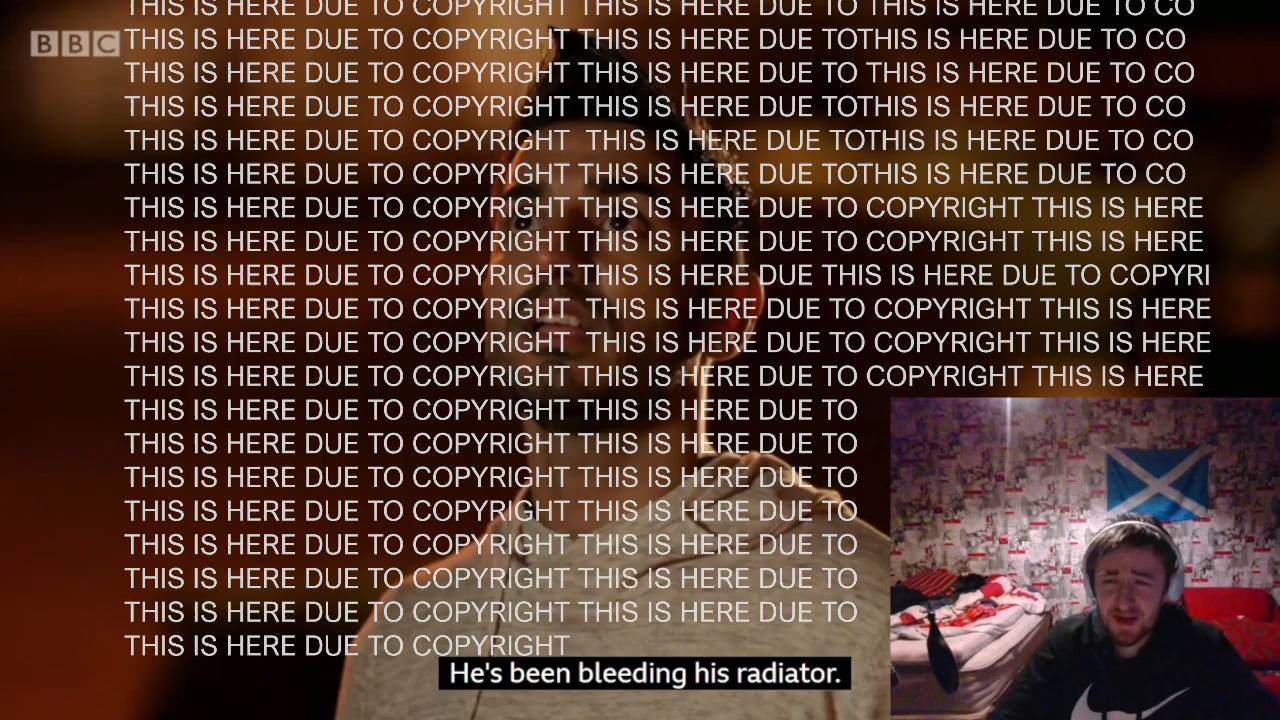 THIS IS HERE DUE TO COPYRIGHT THIS IS HERE DUE TO THIS IS HERE DUE TO CO
BBC
THIS IS HERE DUE TO COPYRIGHT THIS IS HERE DUE TOTHIS IS HERE DUE TO CO
THIS IS HERE DUE TO COPYRIGHT THIS IS HERE DUE TO THIS IS HERE DUE TO CO
THIS IS HERE DUE TO COPYRIGHT THIS IS HERE DUE TOTHIS IS HERE DUE TO CO
THIS IS HERE DUE TO COPYRIGHT  THIS IS HERE DUE TOTHIS IS HERE DUE TO CO
THIS IS HERE DUE TO COPYRIGHT THIS IS HERE DUE TOTHIS IS HERE DUE TO CO
THIS IS HERE DUE TO COPYRIGHT THIS IS HERE DUE TO COPYRIGHT THIS IS HERE
THIS IS HERE DUE TO COPYRIGHT THIS IS HERE DUE TO COPYRIGHT THIS IS HERE
THIS IS HERE DUE TO COPYRIGHT THIS IS HERE DUE THIS IS HERE DUE TO COPYRI
THIS IS HERE DUE TO COPYRIGHT  THIS IS HERE DUE TO COPYRIGHT THIS IS HERE
THIS IS HERE DUE TO COPYRIGHT  THIS IS HERE DUE TO COPYRIGHT THIS IS HERE
THIS IS HERE DUE TO COPYRIGHT THIS IS HERE DUE TO COPYRIGHT THIS IS HERE
THIS IS HERE DUE TO COPYRIGHT THIS IS HERE DUE TO
THIS IS HERE DUE TO COPYRIGHT THIS IS HERE DUE TO
THIS IS HERE DUE TO COPYRIGHT THIS IS HERE DUE TO
THIS IS HERE DUE TO COPYRIGHT THIS IS HERE DUE TO
THIS IS HERE DUE TO COPYRIGHT THIS IS HERE DUE TO
THIS IS HERE DUE TO COPYRIGHT THIS IS HERE DUE TO
THIS IS HERE DUE TO COPYRIGHT THIS IS HERE DUE TO
THIS IS HERE DUE TO COPYRIGHT
He's been bleeding his radiator.